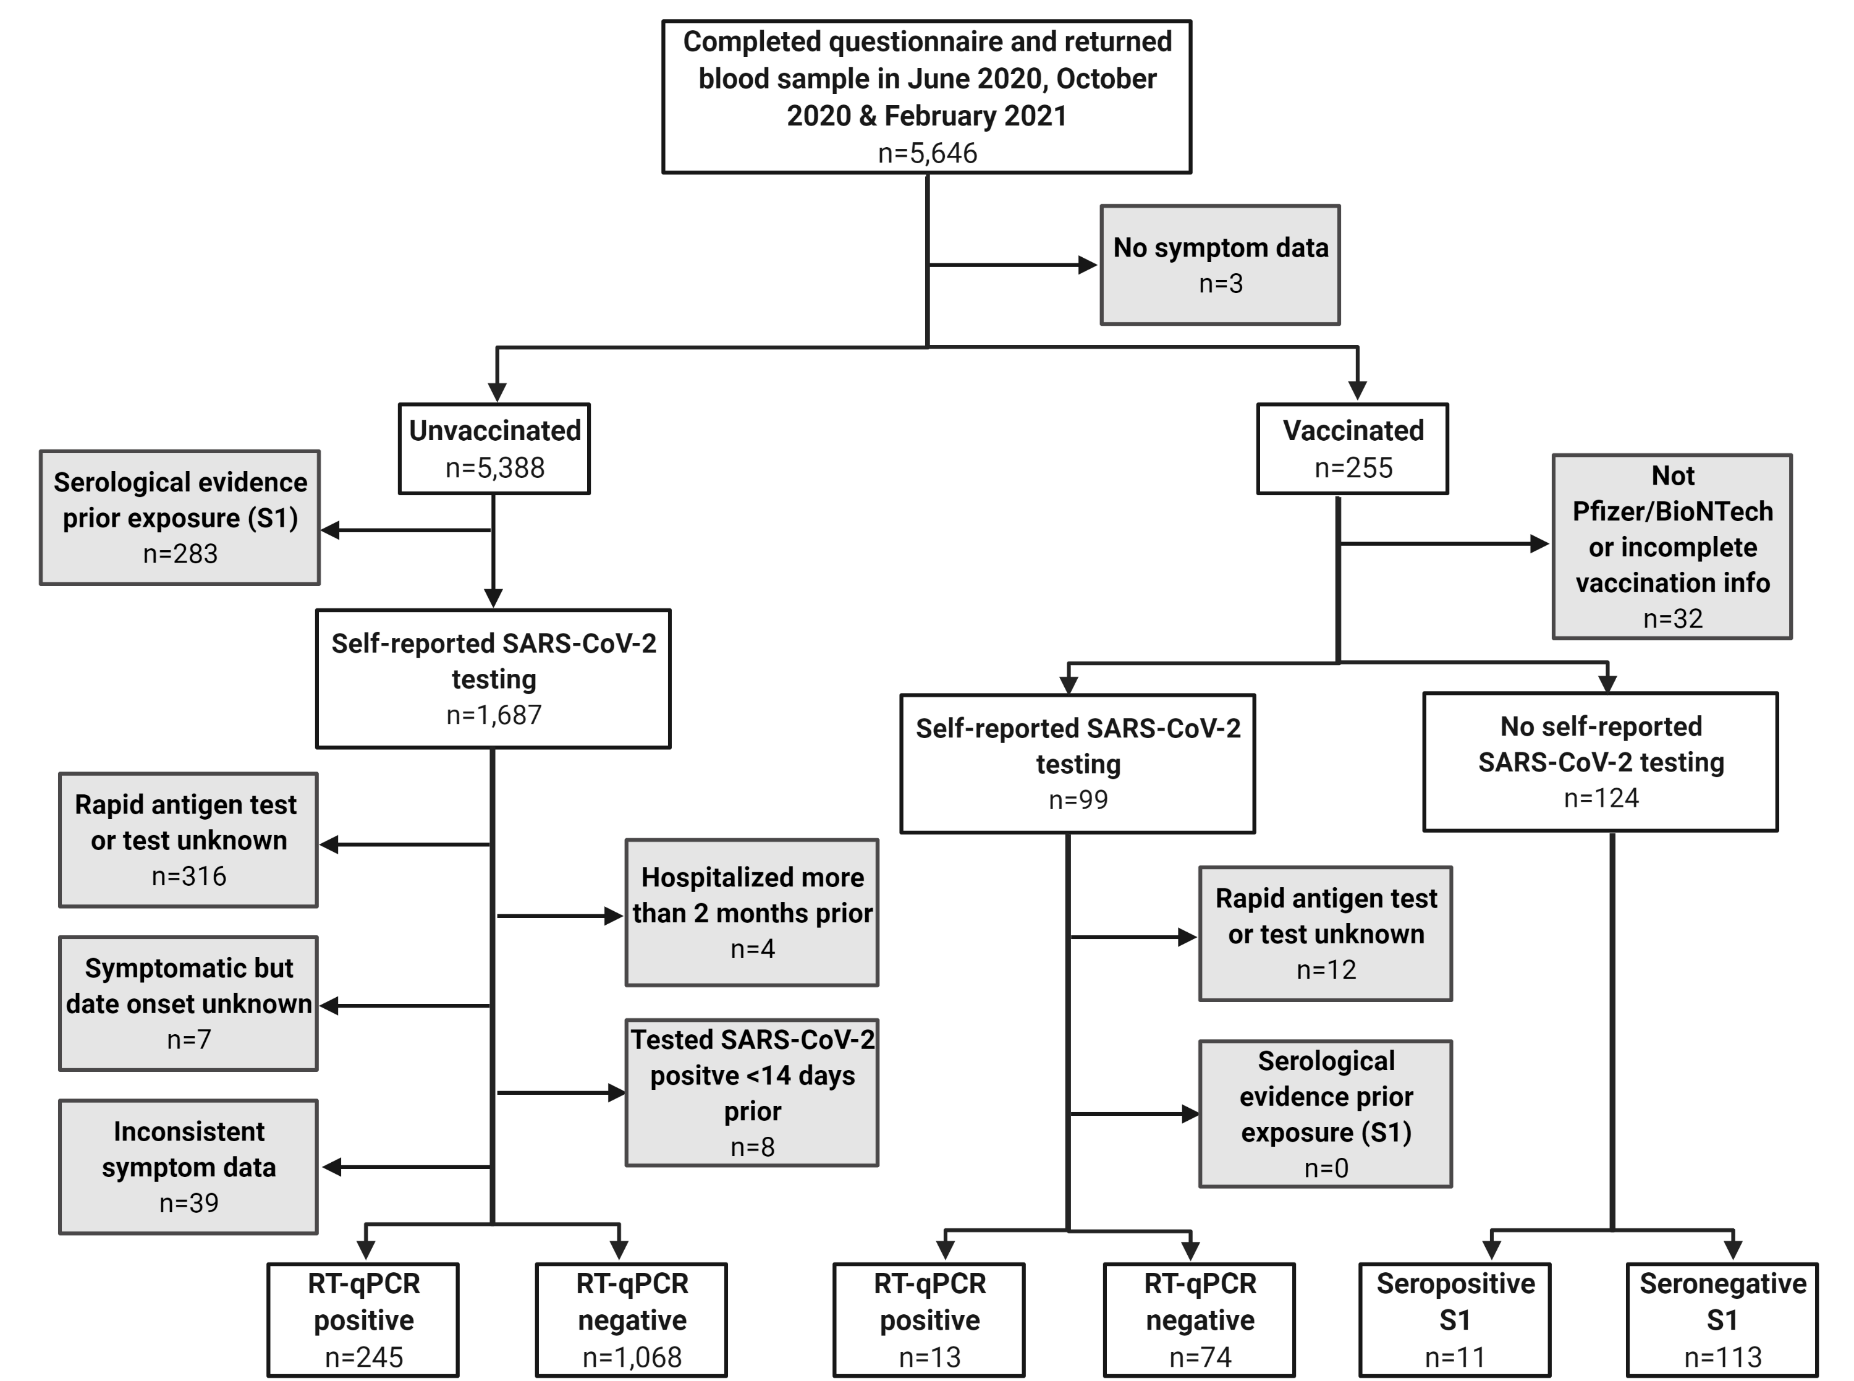 Completed questionnaire and returned
blood sample in June 2020, October
2020 & February 2021
n=5,646
No symptom data
n=3
Unvaccinated
n=5,388
Vaccinated
n=255
Serological evidence
prior exposure (S1)
n=283
Not
Pfizer/BioNTech
or incomplete
vaccination info
n=32
Self-reported SARS-CoV-2
testing
n=1,687
Self-reported SARS-CoV-2
testing
n=99
No self-reported
SARS-CoV-2 testing
n=124
Rapid antigen test
or test unknown
n=316
Hospitalized more
than 2 months prior
n=4
Rapid antigen test
or test unknown
n=12
Symptomatic but
date onset unknown
n=7
Tested SARS-CoV-2
positve <14 days
prior
n=8
Serological
evidence prior
exposure (S1)
n=0
Inconsistent
symptom data
n=39
RT-qPCR
positive
n=245
RT-qPCR
negative
n=1,068
RT-qPCR
positive
n=13
RT-qPCR
negative
n=74
Seropositive
S1
n=11
Seronegative
S1
n=113